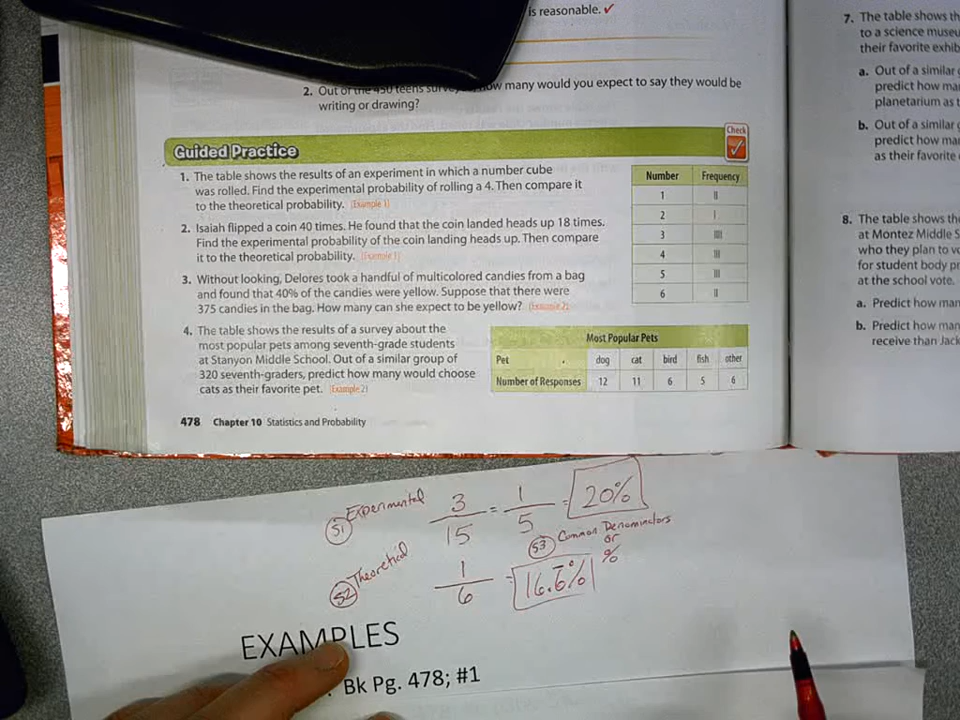 is reasonable. ✓
2. Out of the 450 teens how many would you expect to say they would be
writing or drawing?
Guided Practice
Check
1. The table shows the results of an experiment in which a number cube
was rolled. Find the experimental probability of rolling a 4. Then compare it
to the theoretical probability. (Example 1)
2. Isaiah flipped a coin 40 times. He found that the coin landed heads up 18 times.
Find the experimental probability of the coin landing heads up. Then compare
it to the theoretical probability. (Example 1)
3. Without looking, Delores took a handful of multicolored candies from a bag
and found that 40% of the candies were yellow. Suppose that there were
375 candies in the bag. How many can she expect to be yellow? (Example 2)
4. The table shows the results of a survey about the
most popular pets among seventh-grade students
at Stanyon Middle School. Out of a similar group of
320 seventh-graders, predict how many would choose
cats as their favorite pet. (Example 2)
Number Frequency
1 ||
2 |
3
4 |||
5 |||
6 ||
Most Popular Pets
Pet dog cat bird fish other
Number of Responses 12 11 6 5 6
478 Chapter 10 Statistics and Probability
7. The table shows th
to a science museu
their favorite exhib
a. Out of a similar
predict how ma
planetarium as t
b. Out of a similar
predict how ma
as their favorite
8. The table shows th
at Montez Middle S
who they plan to vo
for student body pr
at the school vote.
a. Predict how man
b. Predict how man
receive than Jack
S1 Experimental 3/15 = 1/5 = 20%
S2 Theoretical 1/6 = 16.6̅%
S3 Common Denominators
or
%
EXAMPLES
Bk Pg. 478; #1